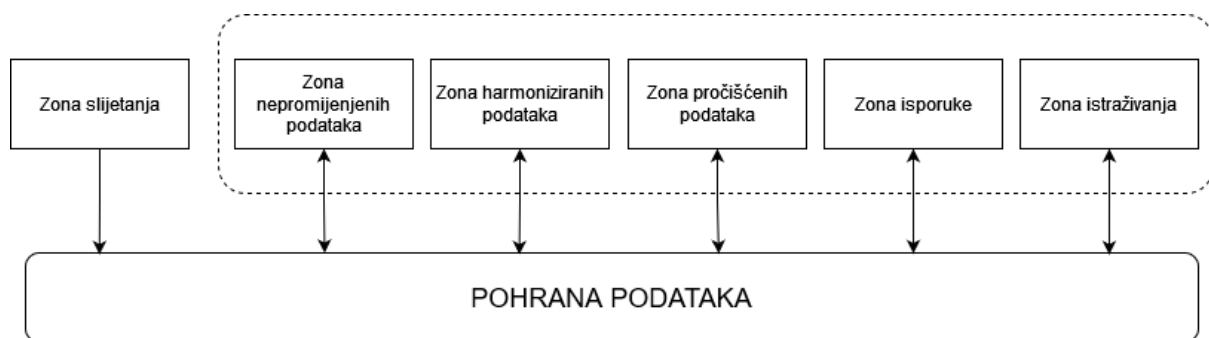 Zona slijetanja
Zona
nepromijenjenih
podataka
Zona harmoniziranih
podataka
Zona pročišćenih
podataka
Zona isporuke
Zona istraživanja
POHRANA PODATAKA